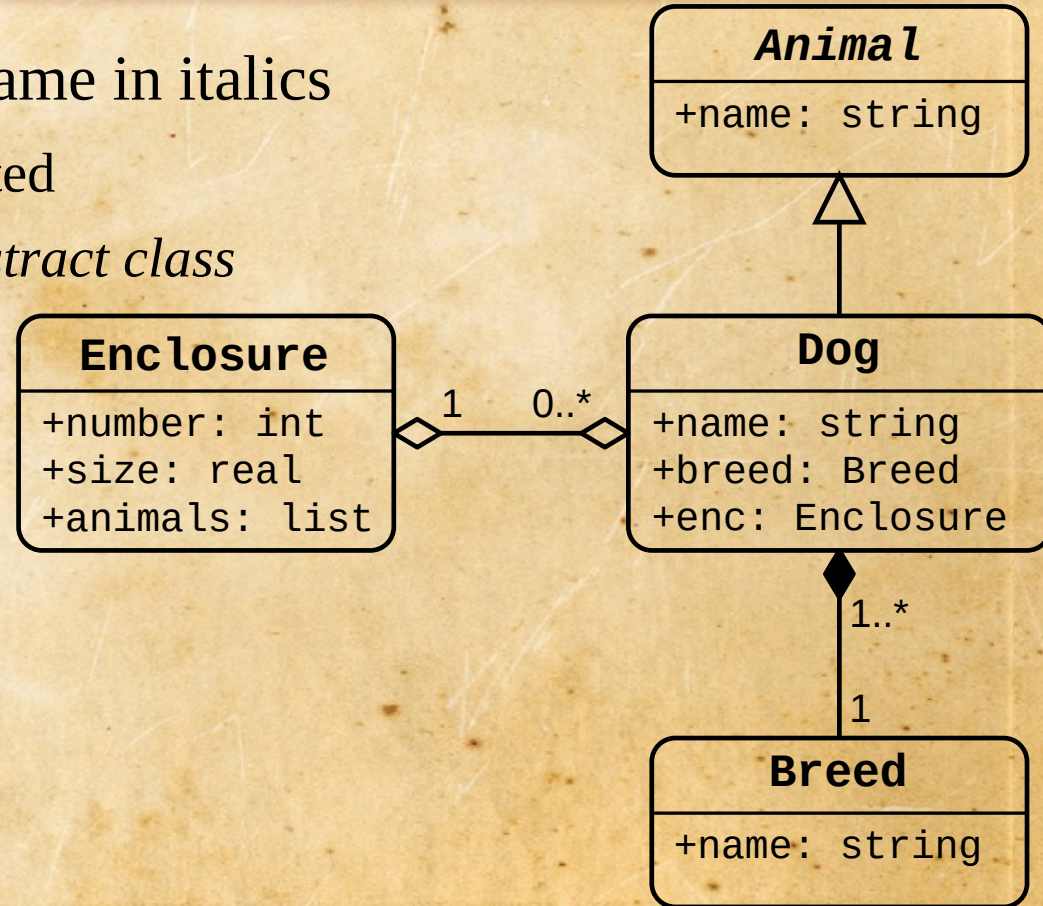 ame in italics
ted
stract class
Animal
+name: string
Enclosure
+number: int
+size: real
+animals: list
1
0..*
Dog
+name: string
+breed: Breed
+enc: Enclosure
1..*
1
Breed
+name: string